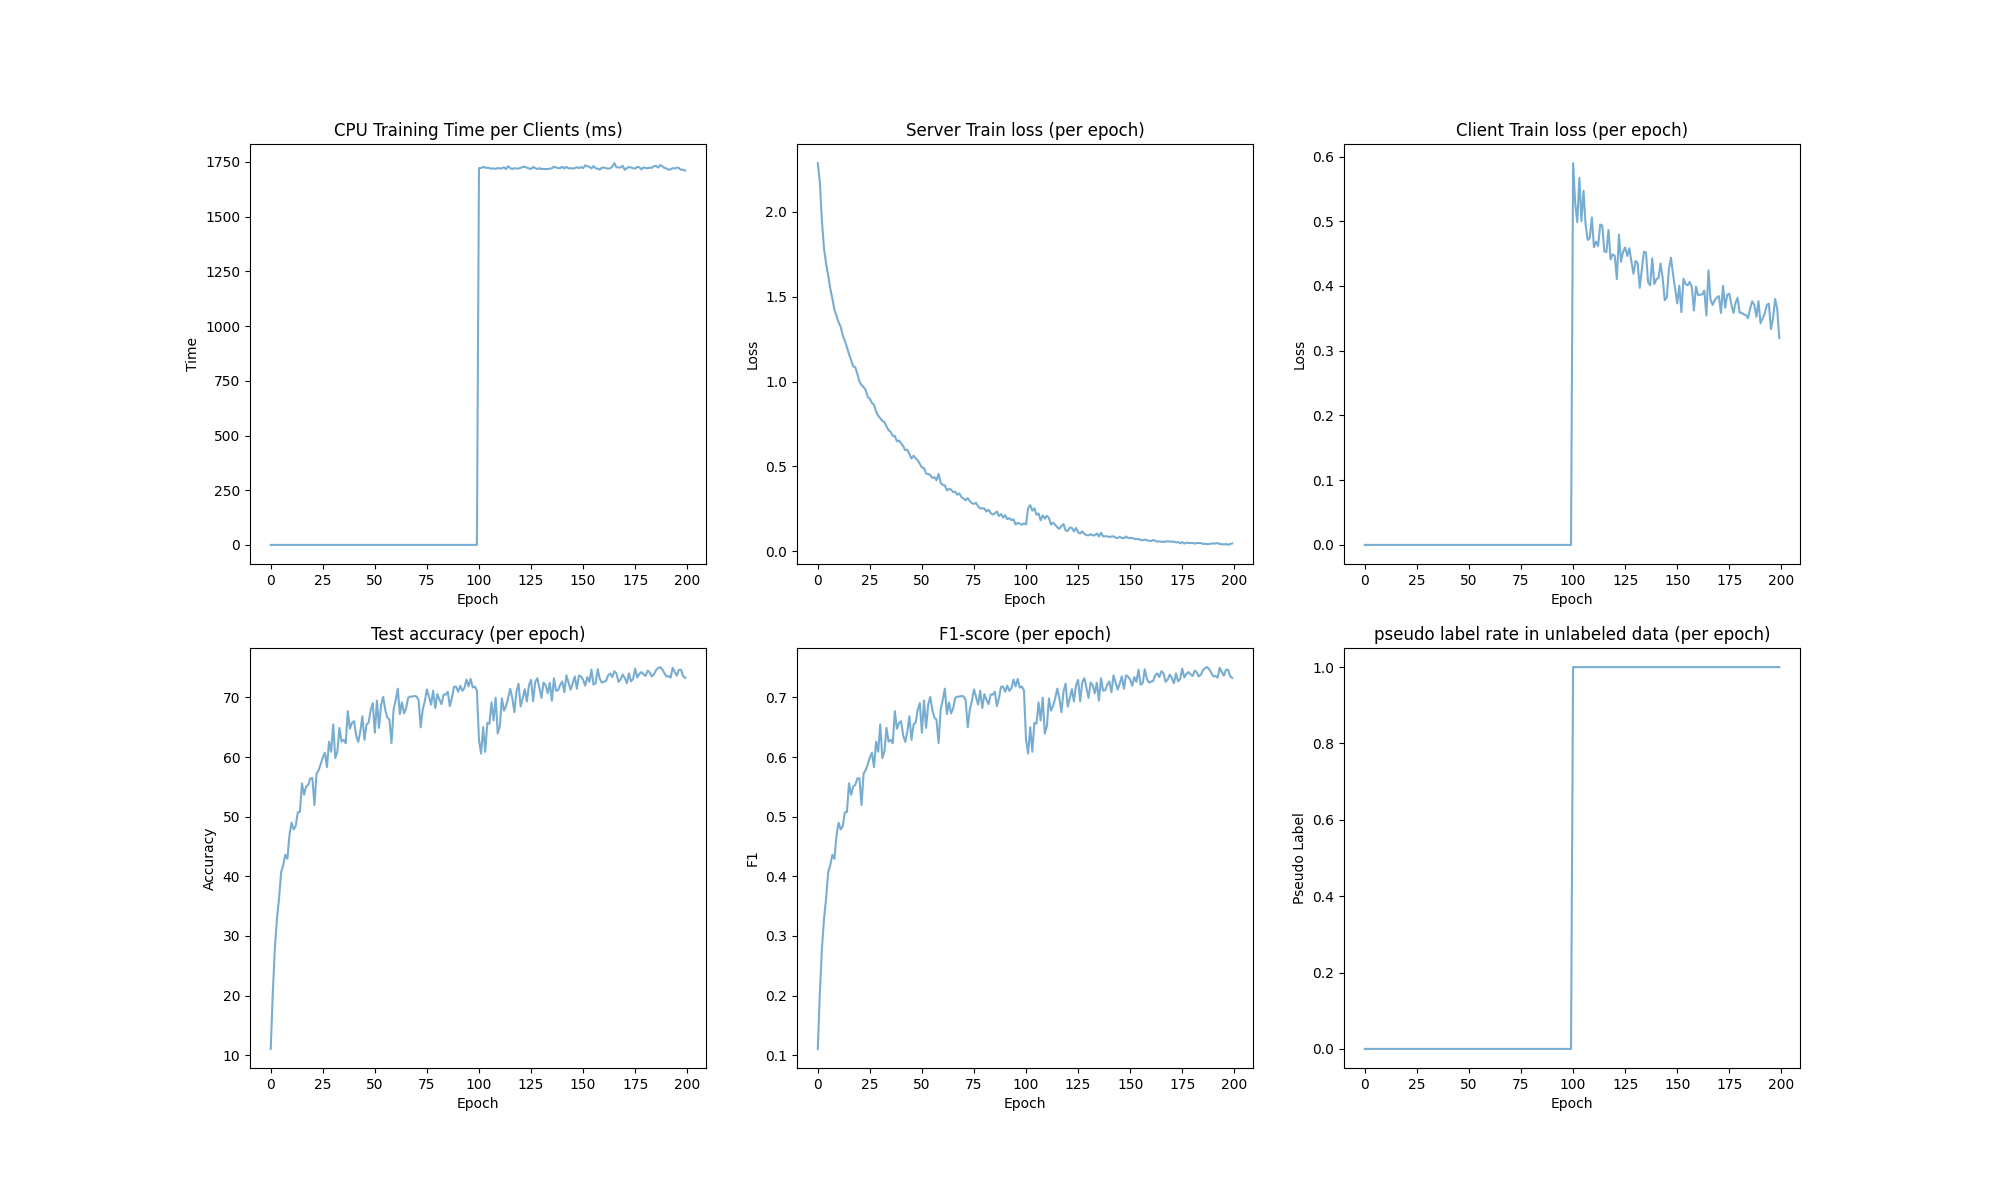 CPU Training Time per Clients (ms)
1750
1500
1250
1000
750
500
250
0
Time
0 25 50 75 100 125 150 175 200
Epoch
Server Train loss (per epoch)
2.0
1.5
1.0
0.5
0.0
Loss
0 25 50 75 100 125 150 175 200
Epoch
Client Train loss (per epoch)
0.6
0.5
0.4
0.3
0.2
0.1
0.0
Loss
0 25 50 75 100 125 150 175 200
Epoch
Test accuracy (per epoch)
70
60
50
40
30
20
10
Accuracy
0 25 50 75 100 125 150 175 200
Epoch
F1-score (per epoch)
0.7
0.6
0.5
0.4
0.3
0.2
0.1
F1
0 25 50 75 100 125 150 175 200
Epoch
pseudo label rate in unlabeled data (per epoch)
1.0
0.8
0.6
0.4
0.2
0.0
Pseudo Label
0 25 50 75 100 125 150 175 200
Epoch